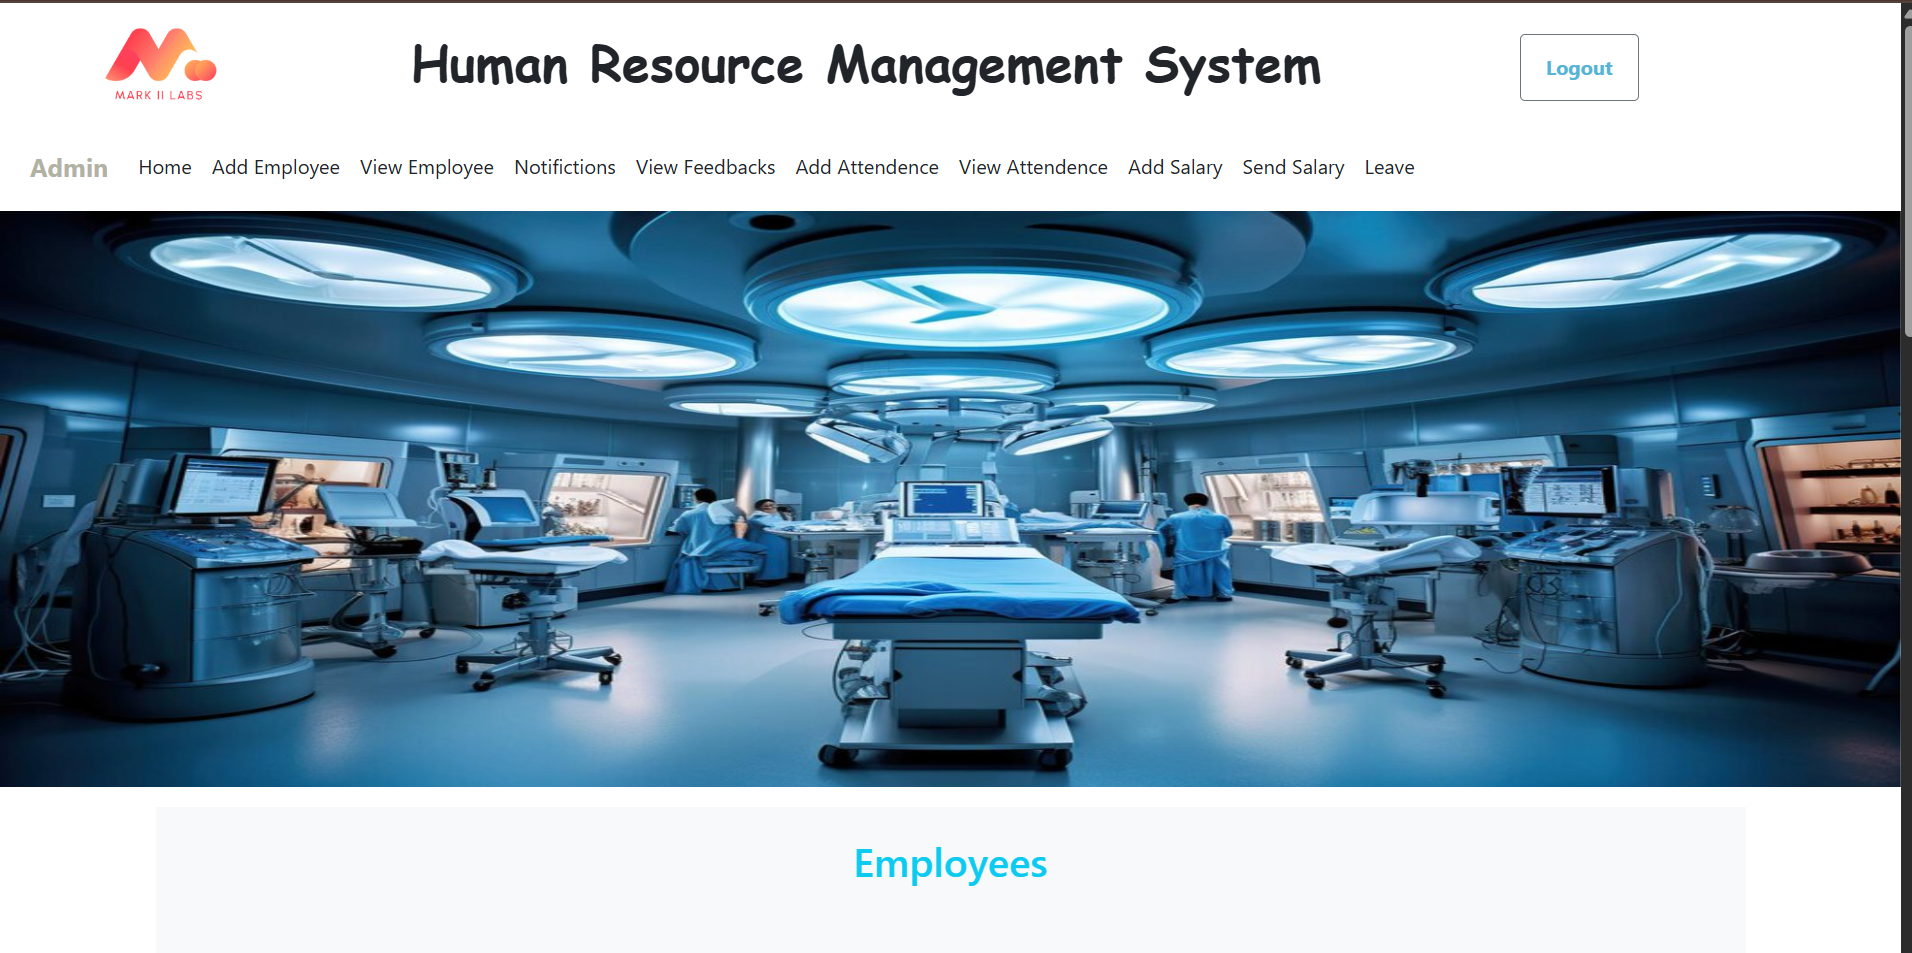 MARK II LABS
Human Resource Management System
Logout
Admin Home Add Employee View Employee Notifictions View Feedbacks Add Attendence View Attendence Add Salary Send Salary Leave
Employees